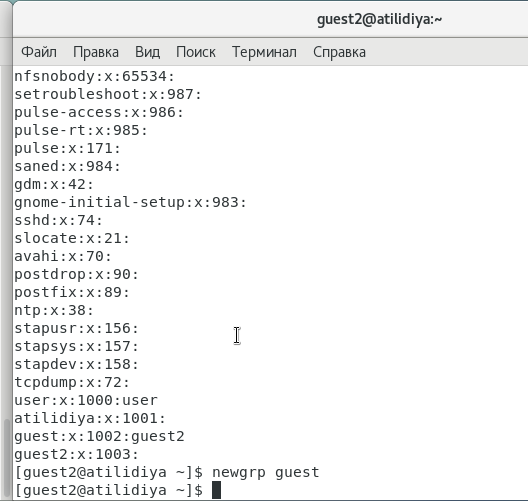 guest2@atilidiya:~
Файл Правка Вид Поиск Терминал Справка
nfsnobody:x:65534:
setroubleshoot:x:987:
pulse-access:x:986:
pulse-rt:x:985:
pulse:x:171:
saned:x:984:
gdm:x:42:
gnome-initial-setup:x:983:
sshd:x:74:
slocate:x:21:
avahi:x:70:
postdrop:x:90:
postfix:x:89:
ntp:x:38:
stapusr:x:156:
stapsys:x:157:
stapdev:x:158:
tcpdump:x:72:
user:x:1000:user
atilidiya:x:1001:
guest:x:1002:guest2
guest2:x:1003:
[guest2@atilidiya ~]$ newgrp guest
[guest2@atilidiya ~]$